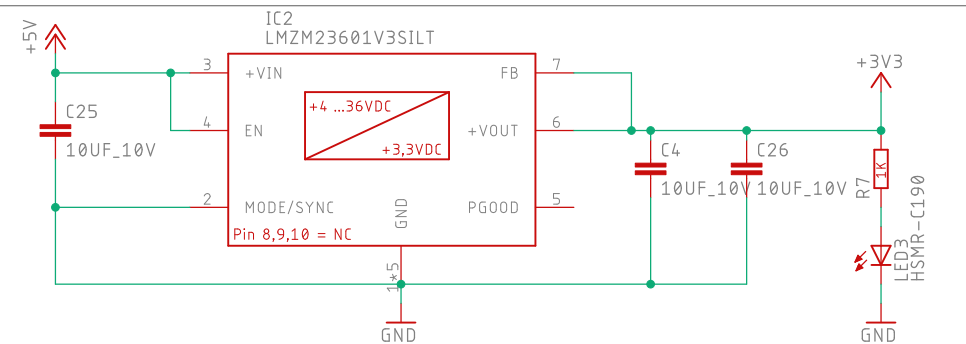 IC2
LMZM23601V3SILT
+5V
3
+VIN
FB
7
+3V3
C25
10UF_10V
4
EN
+4 ...36VDC
+3,3VDC
+VOUT
6
C4
10UF_10V
C26
10UF_10V
R7
1K
2
MODE/SYNC
GND
PGOOD
5
Pin 8,9,10 = NC
1*5
LED3
HSMR-C190
GND
GND